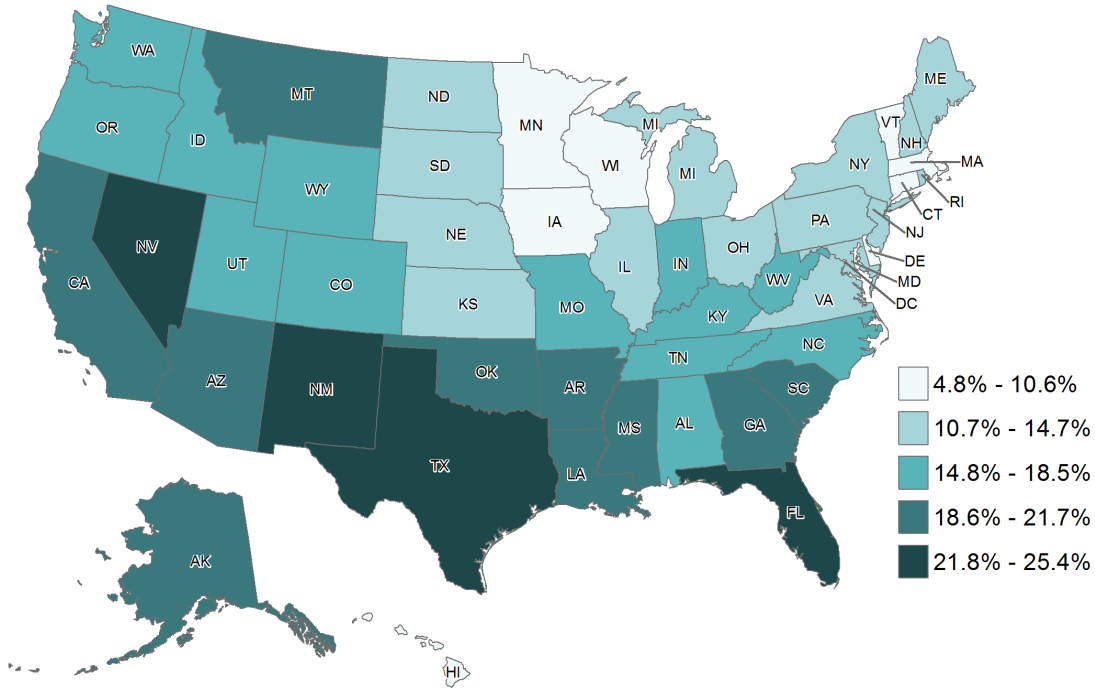 WA
ME
MT
ND
MN
VT
MI
OR
NH
ID
NY
MA
SD
WI
MI
WY
RI
CT
IA
PA
NE
NJ
NV
OH
UT
IL
IN
DE
CO
WV
MD
CA
VA
DC
KS
MO
KY
NC
TN
OK
AZ
AR
SC
NM
MS
AL
GA
TX
LA
FL
AK
HI
4.8% - 10.6%
10.7% - 14.7%
14.8% - 18.5%
18.6% - 21.7%
21.8% - 25.4%